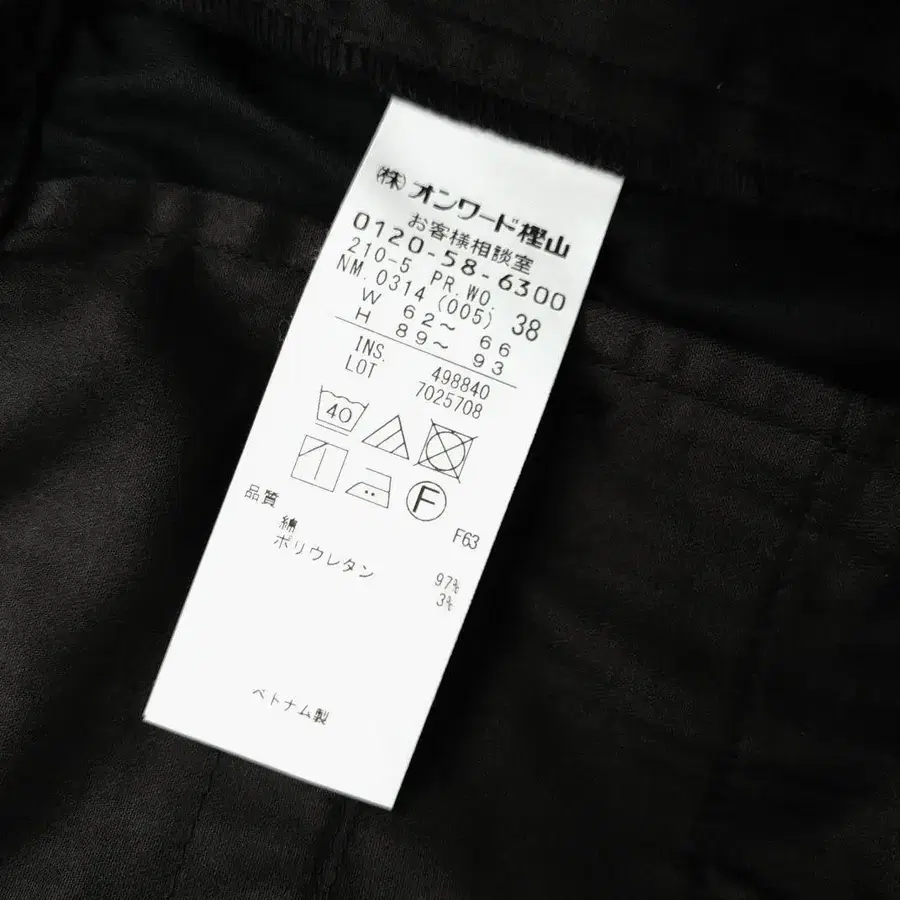 ㈱オンワード樫山
お客様相談室
0120-58-6300
210-5 PR.WO.
NM.0314(005) 38
W 62～ 66
H 89～ 93
INS. 498840
LOT 7025708
40
F
F63
品質
綿 97%
ポリウレタン 3%
ベトナム製